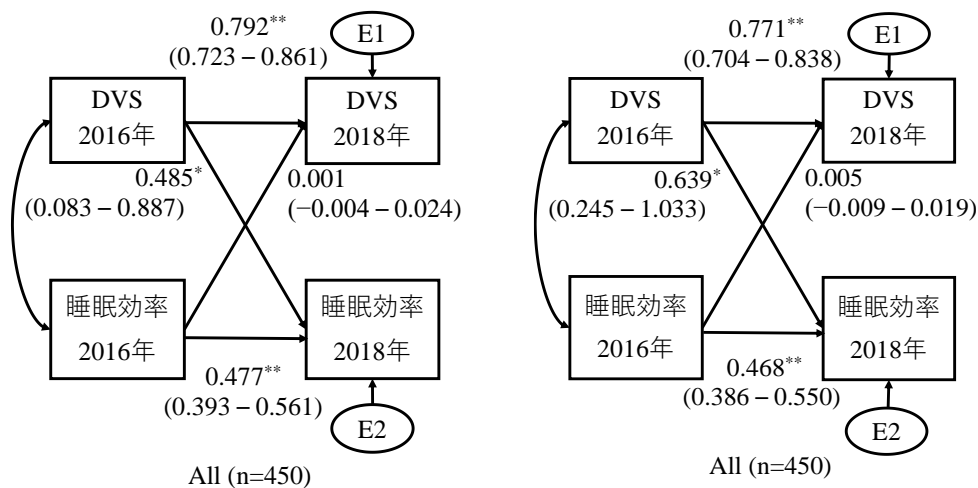 0.792**
(0.723 – 0.861)
E1
DVS
2016年
DVS
2018年
0.485*
(0.083 – 0.887)
0.001
(−0.004 – 0.024)
睡眠効率
2016年
睡眠効率
2018年
0.477**
(0.393 – 0.561)
E2
All (n=450)
0.771**
(0.704 – 0.838)
E1
DVS
2016年
DVS
2018年
0.639*
(0.245 – 1.033)
0.005
(−0.009 – 0.019)
睡眠効率
2016年
睡眠効率
2018年
0.468**
(0.386 – 0.550)
E2
All (n=450)